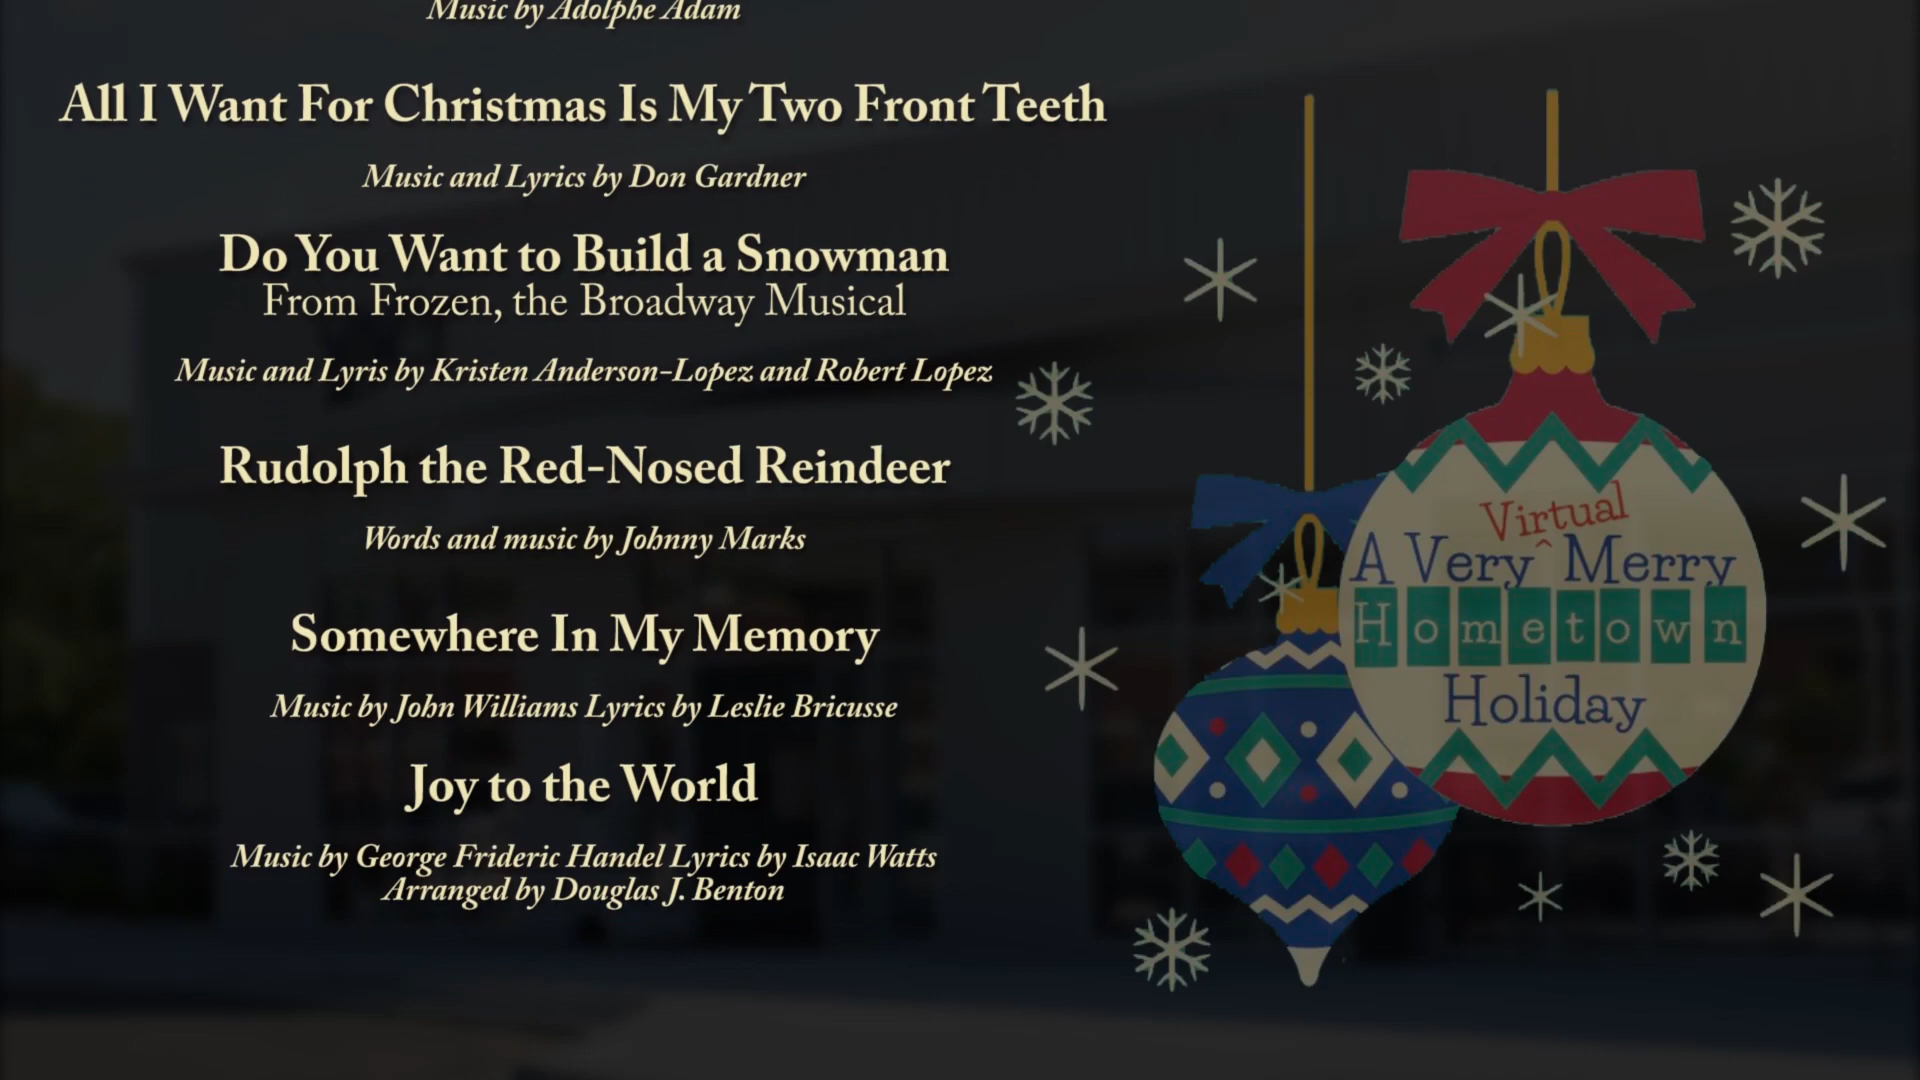 Music by Adolphe Adam
All I Want For Christmas Is My Two Front Teeth
Music and Lyrics by Don Gardner
Do You Want to Build a Snowman
From Frozen, the Broadway Musical
Music and Lyris by Kristen Anderson-Lopez and Robert Lopez
Rudolph the Red-Nosed Reindeer
Words and music by Johnny Marks
Somewhere In My Memory
Music by John Williams Lyrics by Leslie Bricusse
Joy to the World
Music by George Frideric Handel Lyrics by Isaac Watts
Arranged by Douglas J. Benton
Virtual
A Very ^ Merry
Hometown
Holiday